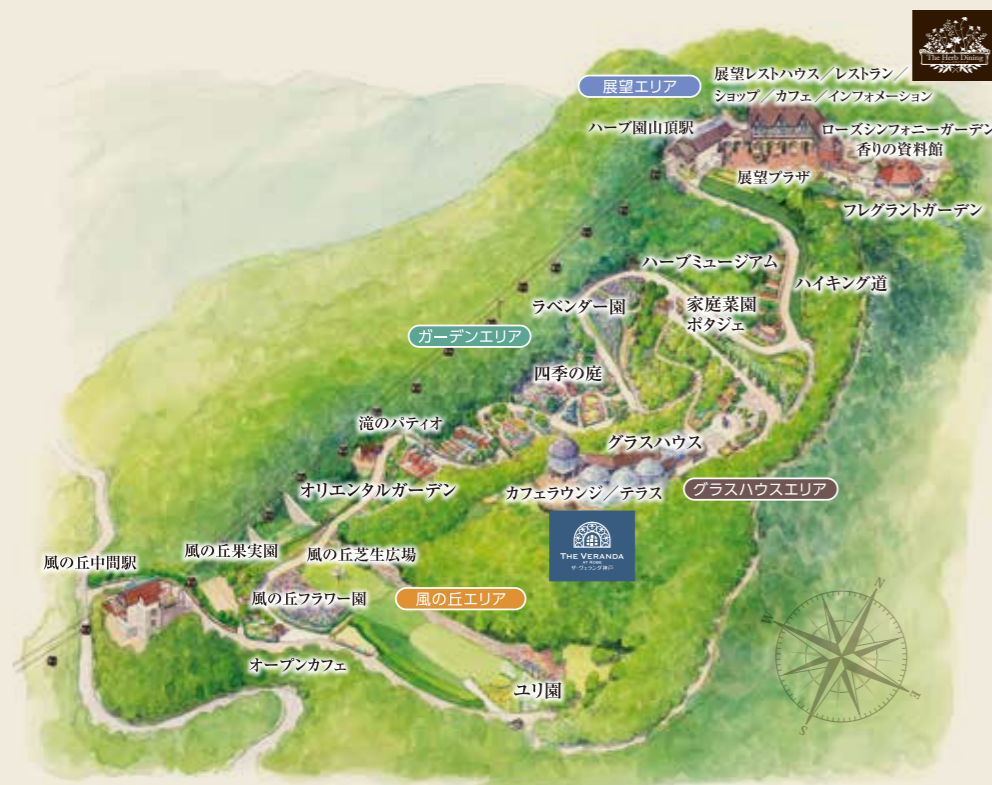 The Herb Dining
展望エリア
展望レストハウス／レストラン／
ショップ／カフェ／インフォメーション
ハーブ園山頂駅
ローズシンフォニーガーデン
香りの資料館
展望プラザ
フレグラントガーデン
ハーブミュージアム
ハイキング道
ラベンダー園
家庭菜園
ポタジェ
ガーデンエリア
四季の庭
滝のパティオ
グラスハウス
オリエンタルガーデン
カフェラウンジ／テラス
グラスハウスエリア
THE VERANDA
AT KOBE
ザ・ヴェランダ神戸
風の丘中間駅
風の丘果実園
風の丘芝生広場
風の丘フラワー園
風の丘エリア
オープンカフェ
ユリ園
N
W
E
S